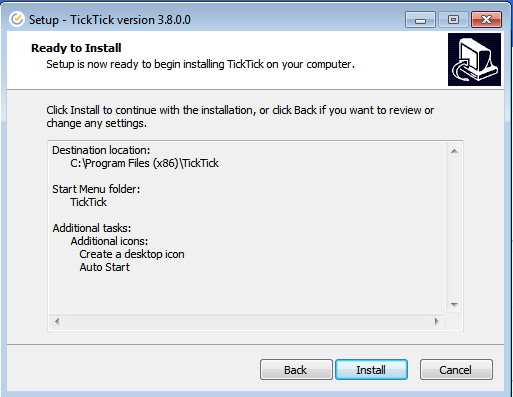 Setup - TickTick version 3.8.0.0
Ready to Install
Setup is now ready to begin installing TickTick on your computer.
Click Install to continue with the installation, or click Back if you want to review or
change any settings.
Destination location:
C:\Program Files (x86)\TickTick
Start Menu folder:
TickTick
Additional tasks:
Additional icons:
Create a desktop icon
Auto Start
Back
Install
Cancel